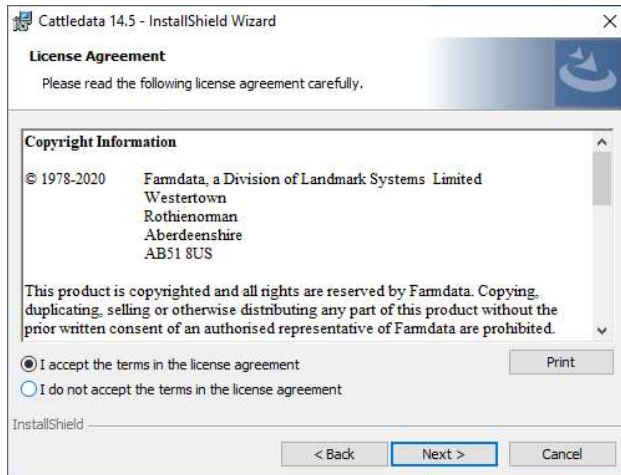 Cattledata 14.5 - InstallShield Wizard
License Agreement
Please read the following license agreement carefully.
Copyright Information
© 1978-2020 Farmdata, a Division of Landmark Systems Limited
Westertown
Rothienorman
Aberdeenshire
AB51 8US
This product is copyrighted and all rights are reserved by Farmdata. Copying,
duplicating, selling or otherwise distributing any part of this product without the
prior written consent of an authorised representative of Farmdata are prohibited.
I accept the terms in the license agreement
Print
I do not accept the terms in the license agreement
InstallShield
< Back Next > Cancel